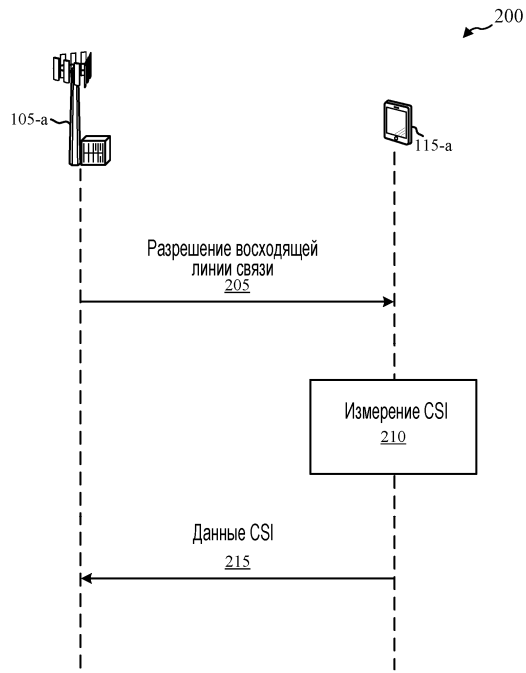 200
105-a
115-a
Разрешение восходящей
линии связи
205
Измерение CSI
210
Данные CSI
215